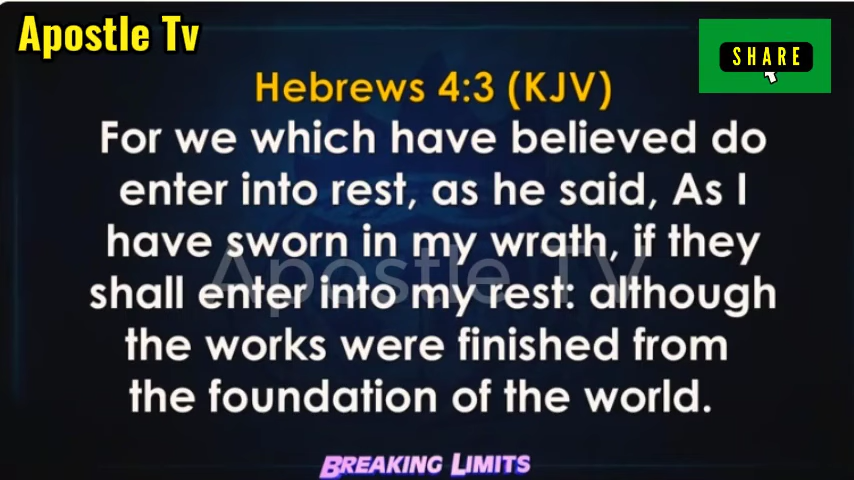 Apostle Tv
SHARE
Hebrews 4:3 (KJV)
For we which have believed do
enter into rest, as he said, As I
have sworn in my wrath, if they
shall enter into my rest: although
the works were finished from
the foundation of the world.
Apostle TV
BREAKING LIMITS